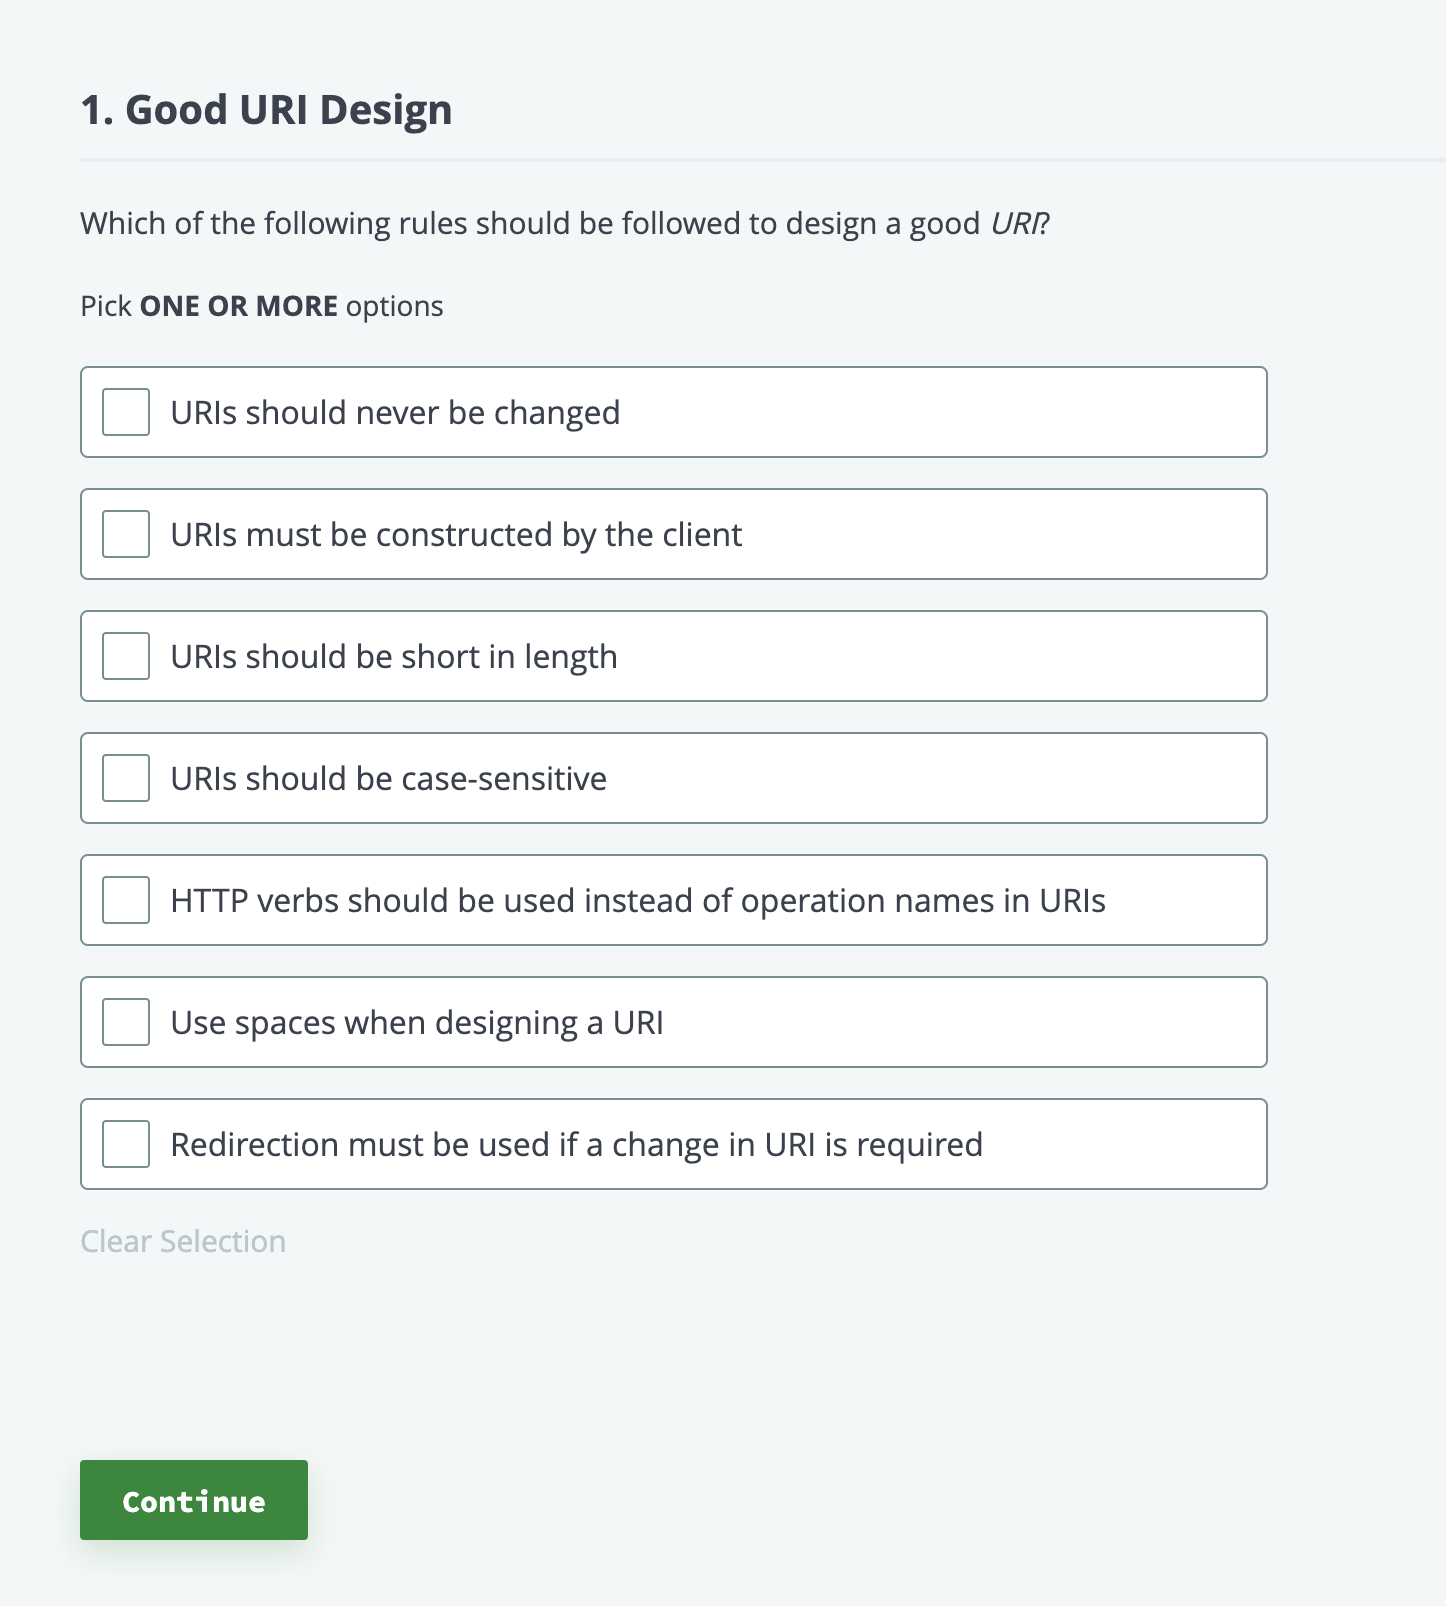 1. Good URI Design
Which of the following rules should be followed to design a good URI?
Pick ONE OR MORE options
URIs should never be changed
URIs must be constructed by the client
URIs should be short in length
URIs should be case-sensitive
HTTP verbs should be used instead of operation names in URIs
Use spaces when designing a URI
Redirection must be used if a change in URI is required
Clear Selection
Continue